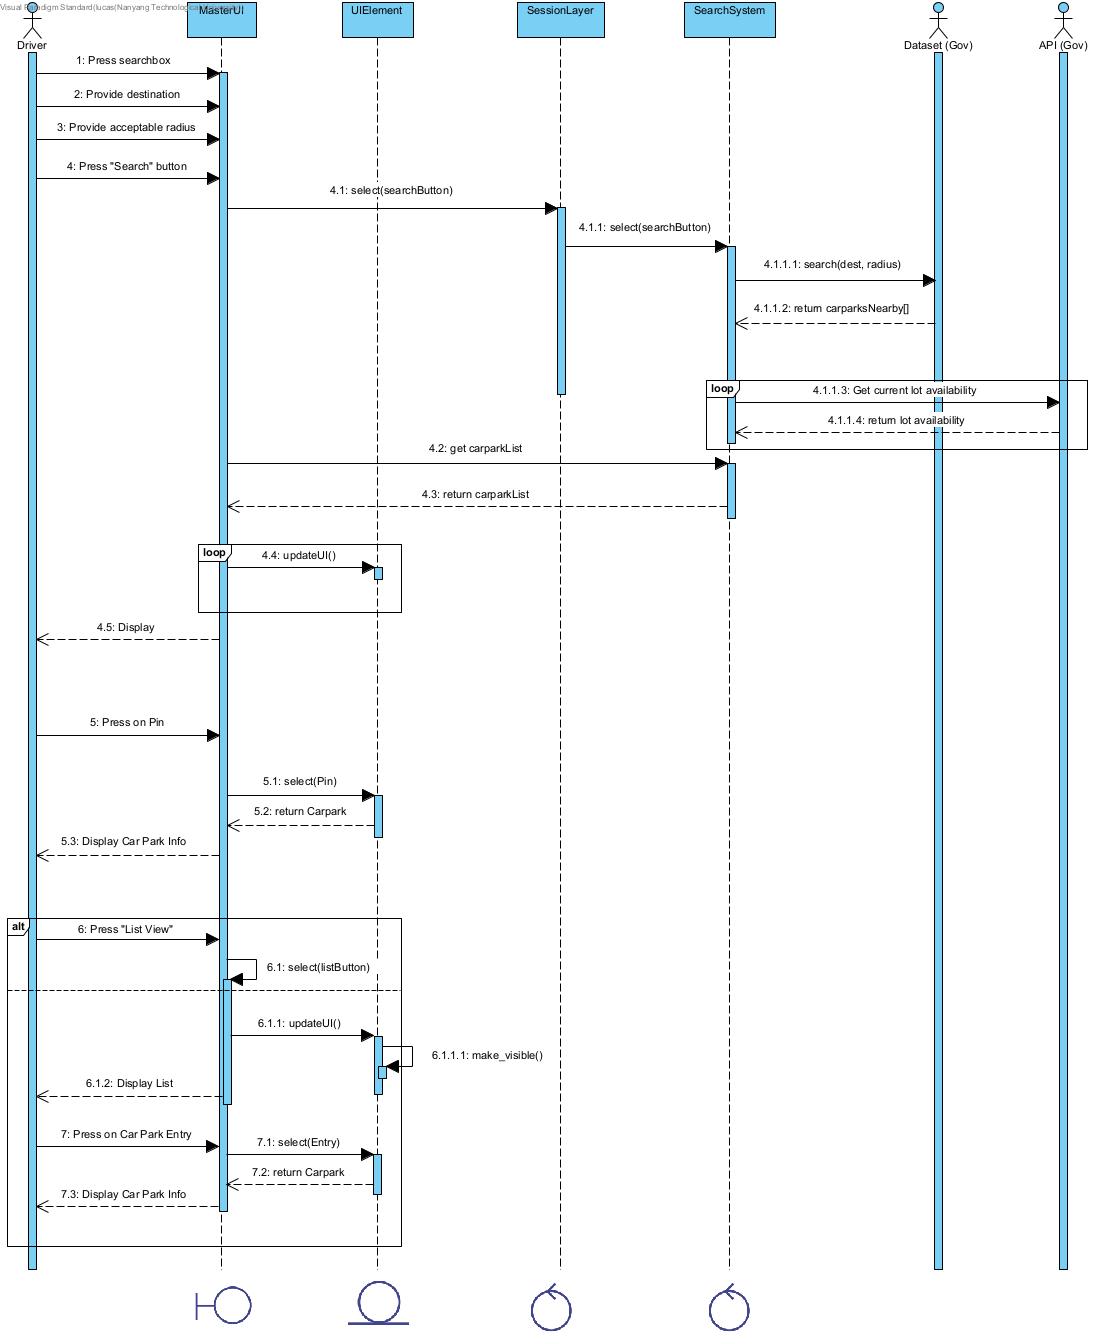 Visual Paradigm Standard(lucas(Nanyang Technological
Driver
MasterUI
UIElement
SessionLayer
SearchSystem
Dataset (Gov)
API (Gov)
1: Press searchbox
2: Provide destination
3: Provide acceptable radius
4: Press "Search" button
4.1: select(searchButton)
4.1.1: select(searchButton)
4.1.1.1: search(dest, radius)
4.1.1.2: return carparksNearby[]
loop
4.1.1.3: Get current lot availability
4.1.1.4: return lot availability
4.2: get carparkList
4.3: return carparkList
loop
4.4: updateUI()
4.5: Display
5: Press on Pin
5.1: select(Pin)
5.2: return Carpark
5.3: Display Car Park Info
alt
6: Press "List View"
6.1: select(listButton)
6.1.1: updateUI()
6.1.1.1: make_visible()
6.1.2: Display List
7: Press on Car Park Entry
7.1: select(Entry)
7.2: return Carpark
7.3: Display Car Park Info